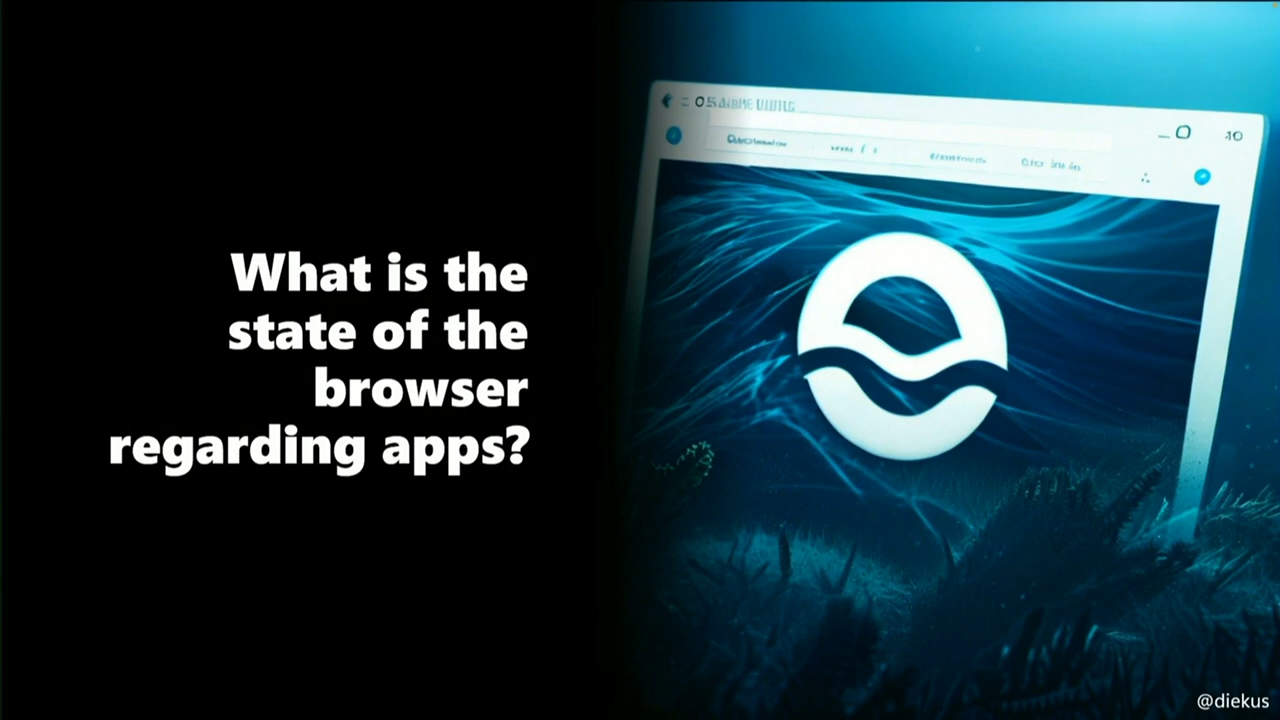 What is the
state of the
browser
regarding apps?
@diekus